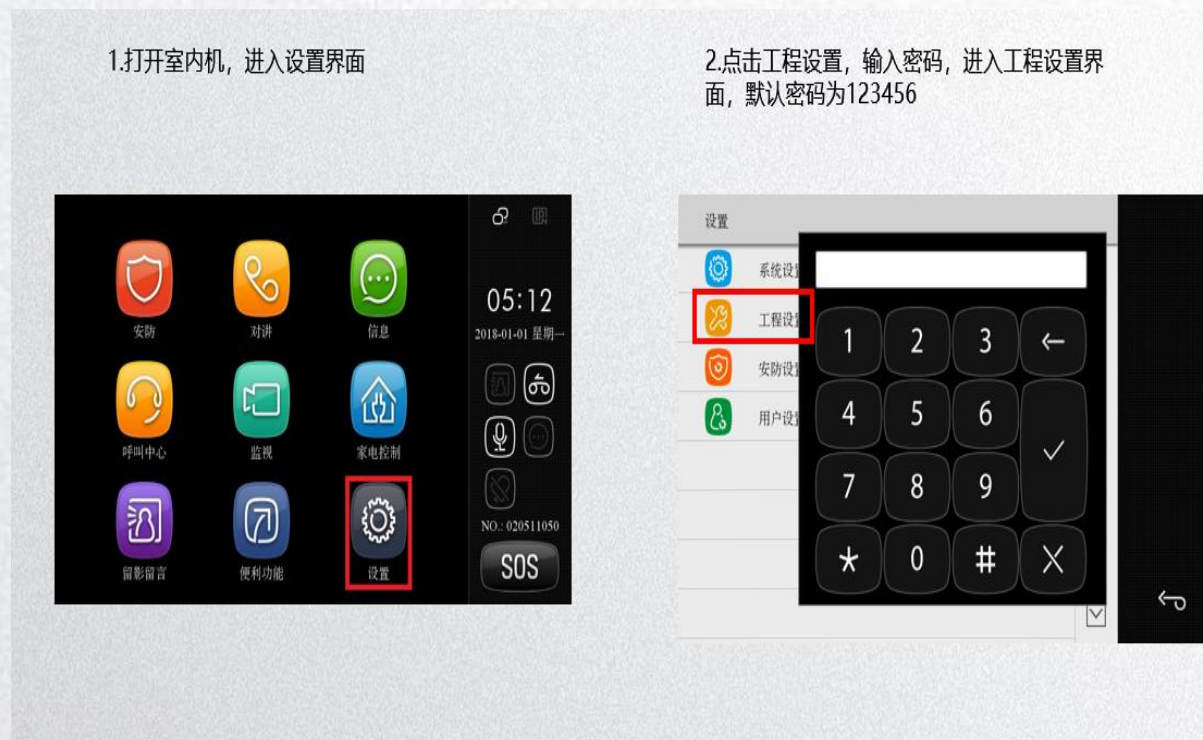 1.打开室内机，进入设置界面
2.点击工程设置，输入密码，进入工程设置界
面，默认密码为123456
安防
对讲
信息
05:12
2018-01-01 星期一
呼叫中心
监视
家电控制
留影留言
便利功能
设置
NO.: 020511050
SOS
设置
系统设
工程设
安防设
用户设
1
2
3
4
5
6
7
8
9
*
0
#